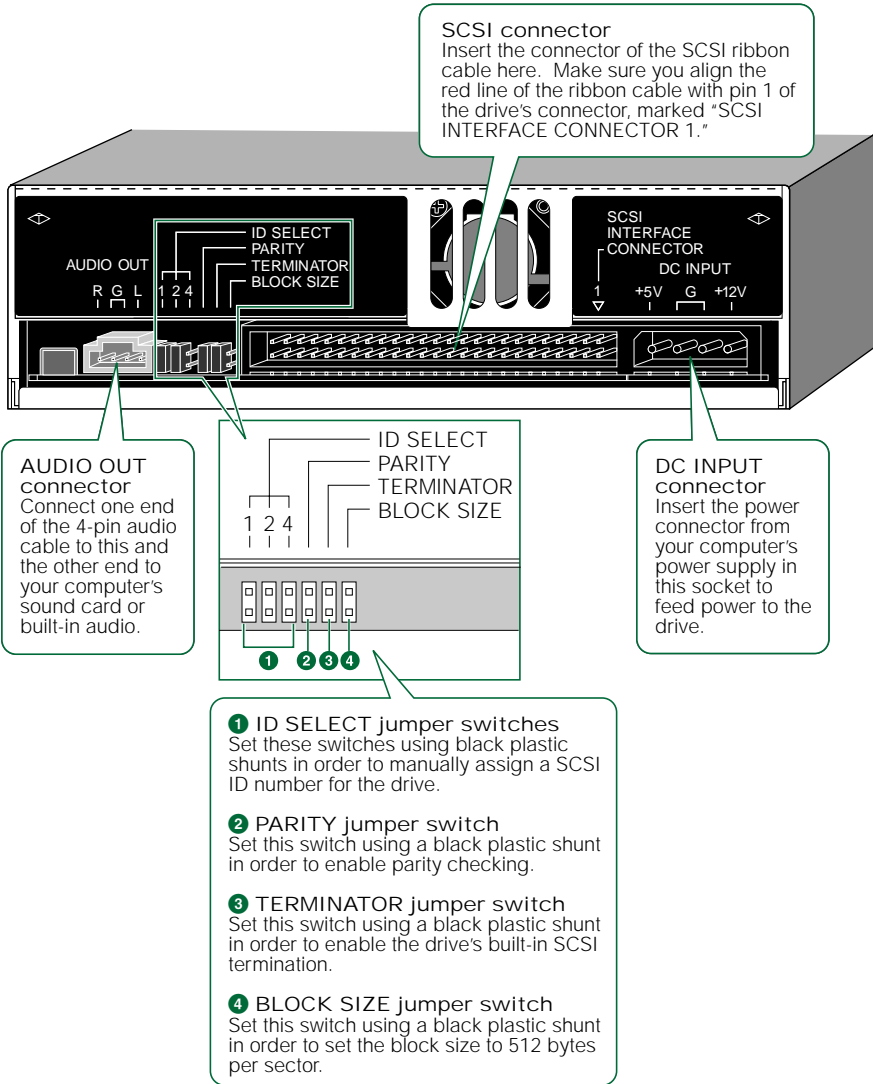 SCSI connector
Insert the connector of the SCSI ribbon
cable here. Make sure you align the
red line of the ribbon cable with pin 1 of
the drive's connector, marked “SCSI
INTERFACE CONNECTOR 1.”
T
AUDIO OUT
R G L
1 2 4
ID SELECT
PARITY
TERMINATOR
BLOCK SIZE
SCSI
INTERFACE
CONNECTOR
1
DC INPUT
+5V G +12V
T
AUDIO OUT
connector
Connect one end
of the 4-pin audio
cable to this and
the other end to
your computer's
sound card or
built-in audio.
ID SELECT
PARITY
TERMINATOR
BLOCK SIZE
1 2 4
1 2 3 4
DC INPUT
connector
Insert the power
connector from
your computer's
power supply in
this socket to
feed power to the
drive.
1 ID SELECT jumper switches
Set these switches using black plastic
shunts in order to manually assign a SCSI
ID number for the drive.
2 PARITY jumper switch
Set this switch using a black plastic shunt
in order to enable parity checking.
3 TERMINATOR jumper switch
Set this switch using a black plastic shunt
in order to enable the drive's built-in SCSI
termination.
4 BLOCK SIZE jumper switch
Set this switch using a black plastic shunt
in order to set the block size to 512 bytes
per sector.